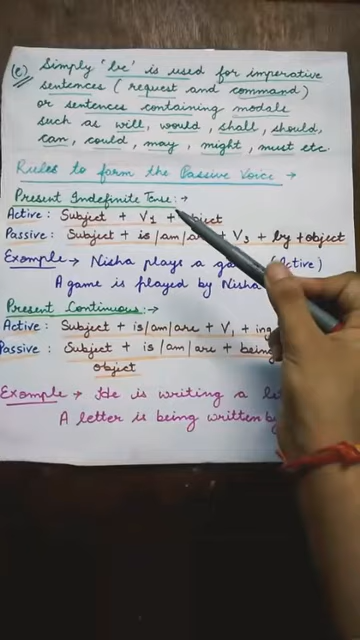 (e) Simply 'be' is used for imperative
sentences (request and command)
or sentences containing modals
such as will, would, shall, should,
can, could, may, might, must etc.
Rules to form the Passive Voice →
Present Indefinite Tense :→
Active : Subject + V1 + object
Passive : Subject + is/am/are + V3 + by + object
Example → Nisha plays a (Active)
A game is played by Nisha
Present Continuous :→
Active : Subject + is/am/are + V1 + ing
Passive : Subject + is/am/are + being
object
Example → He is writing a
A letter is being written by